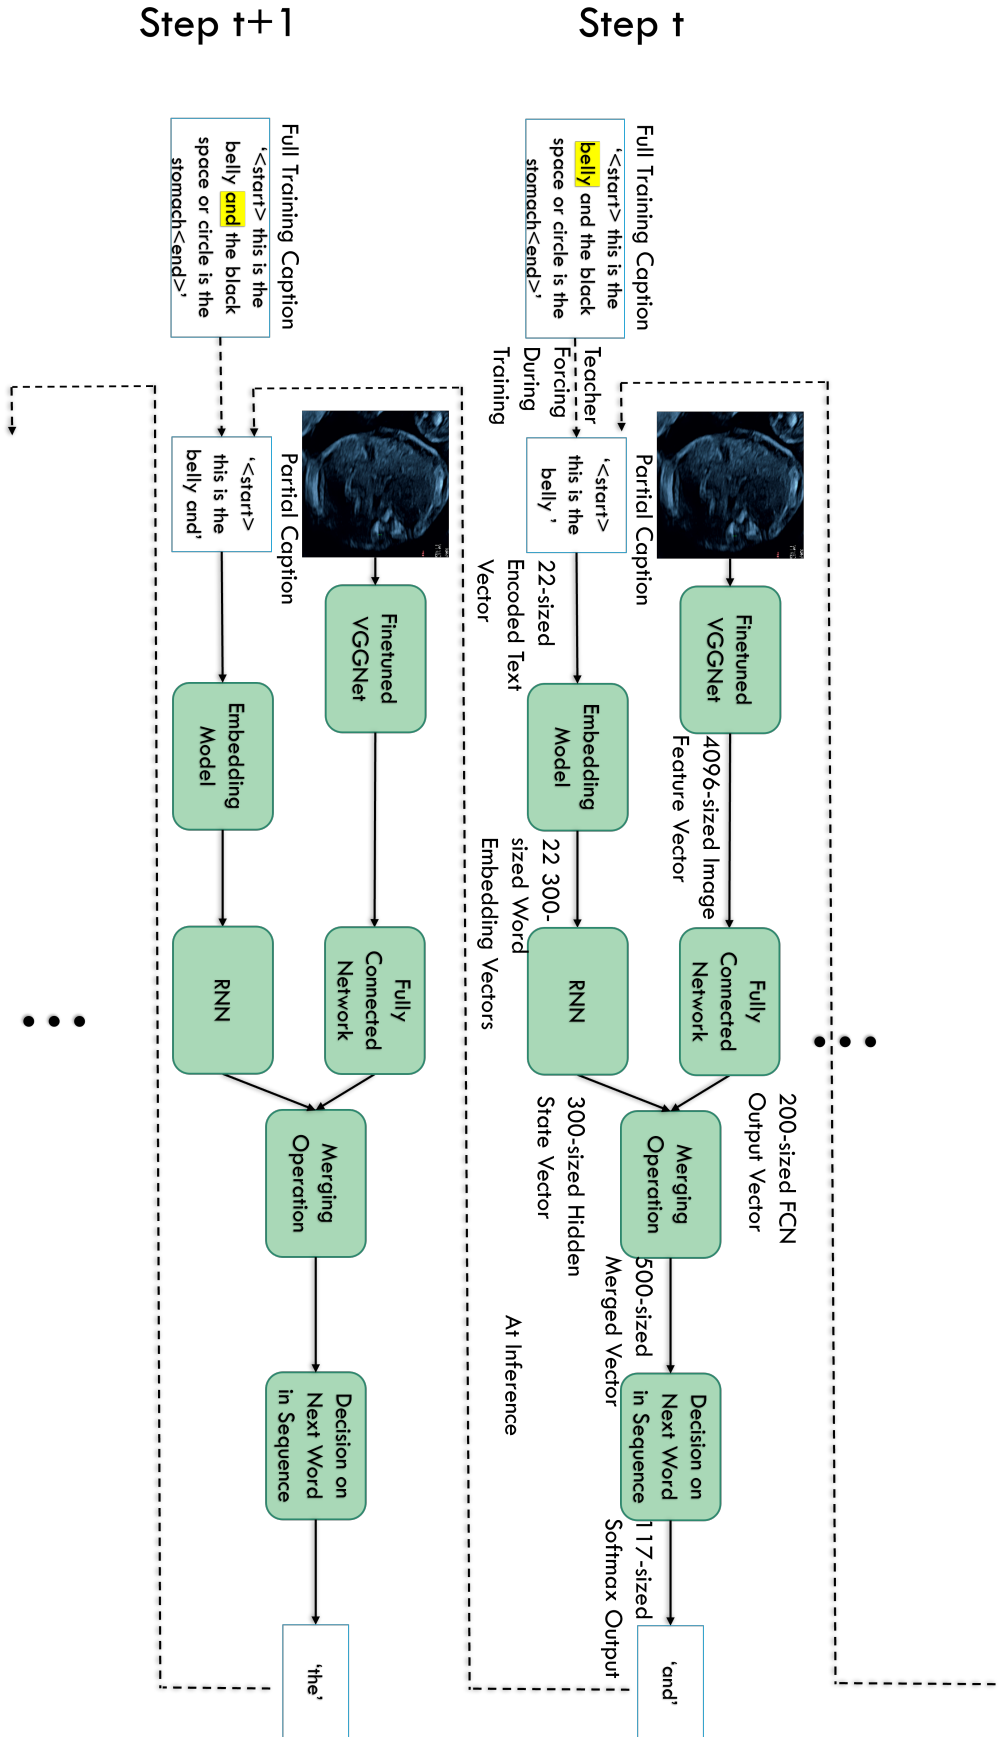 Step t+1
Step t
Full Training Caption
‘<start> this is the
belly and the black
space or circle is the
stomach<end>’
Teacher
Forcing
During
Training
Partial Caption
‘<start>
this is the
belly ’
22-sized
Encoded Text
Vector
Finetuned
VGGNet
4096-sized Image
Feature Vector
Embedding
Model
22 300-
sized Word
Embedding Vectors
Fully
Connected
Network
RNN
200-sized FCN
Output Vector
300-sized Hidden
State Vector
Merging
Operation
500-sized
Merged Vector
Decision on
Next Word
in Sequence
117-sized
Softmax Output
‘and’
At Inference
Full Training Caption
‘<start> this is the
belly and the black
space or circle is the
stomach<end>’
Partial Caption
‘<start>
this is the
belly and’
Finetuned
VGGNet
Embedding
Model
Fully
Connected
Network
RNN
Merging
Operation
Decision on
Next Word
in Sequence
‘the’